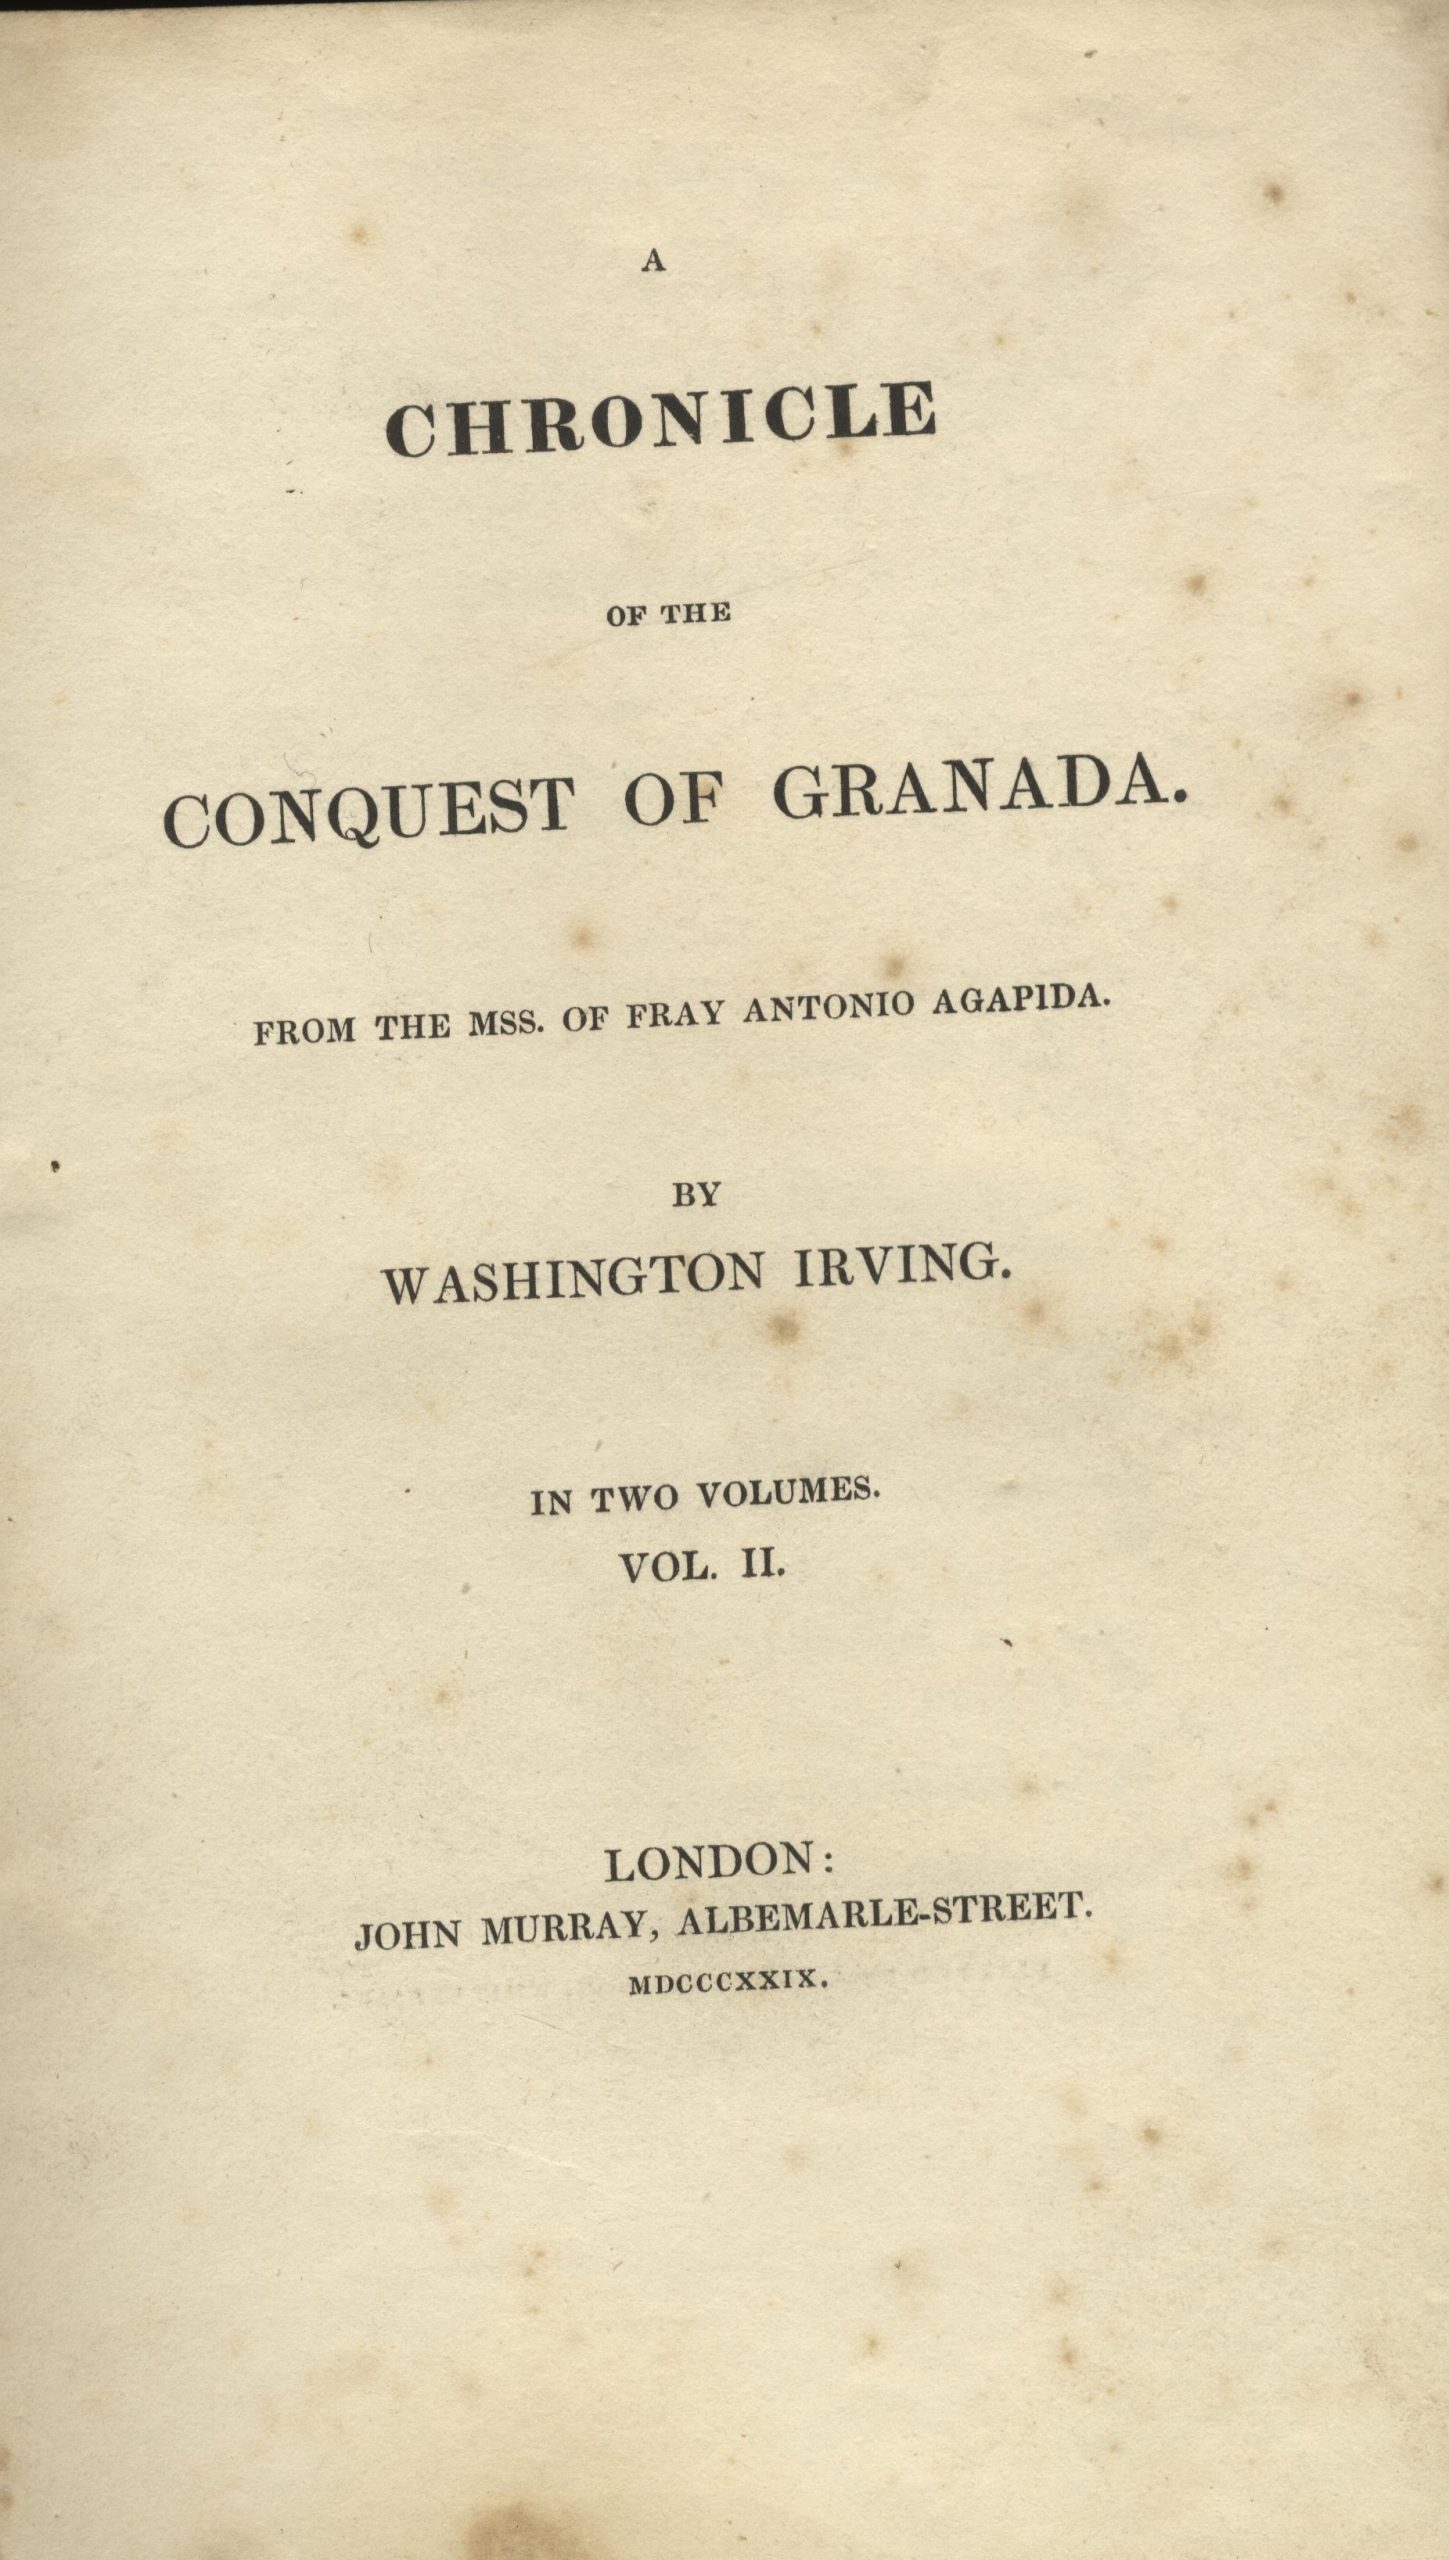 A
CHRONICLE
OF THE
CONQUEST OF GRANADA.
FROM THE MSS. OF FRAY ANTONIO AGAPIDA.
BY
WASHINGTON IRVING.
IN TWO VOLUMES.
VOL. II.
LONDON:
JOHN MURRAY, ALBEMARLE-STREET.
MDCCCXXIX.